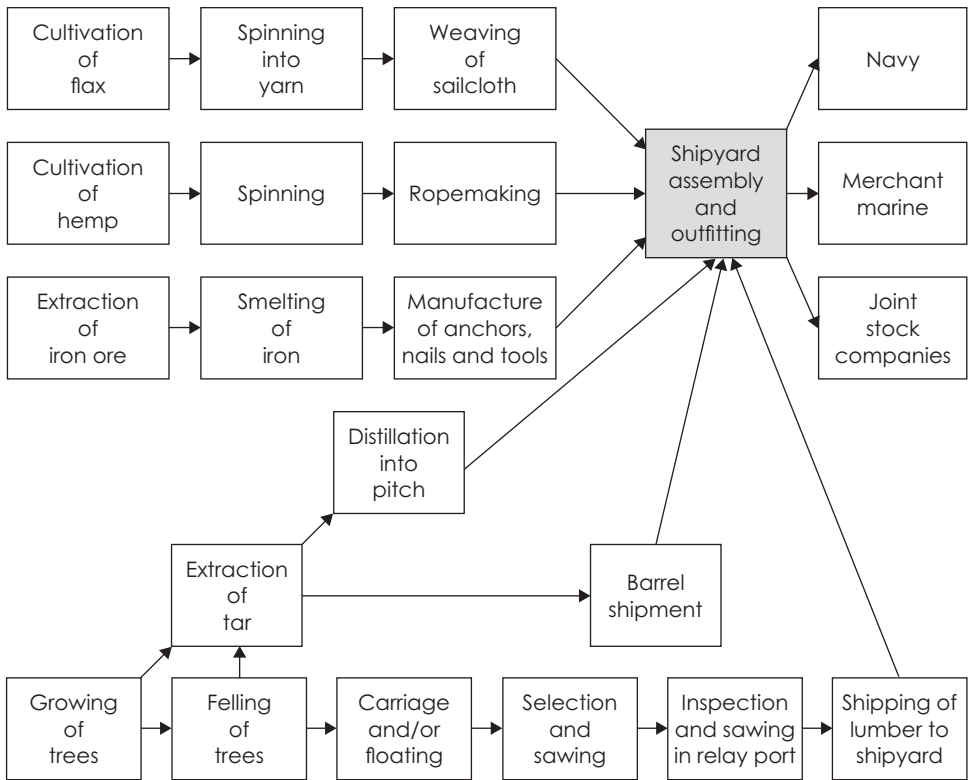 Cultivation
of
flax
Spinning
into
yarn
Weaving
of
sailcloth
Navy
Cultivation
of
hemp
Spinning
Ropemaking
Shipyard
assembly
and
outfitting
Merchant
marine
Extraction
of
iron ore
Smelting
of
iron
Manufacture
of anchors,
nails and tools
Joint
stock
companies
Distillation
into
pitch
Extraction
of
tar
Barrel
shipment
Growing
of
trees
Felling
of
trees
Carriage
and/or
floating
Selection
and
sawing
Inspection
and sawing
in relay port
Shipping of
lumber to
shipyard